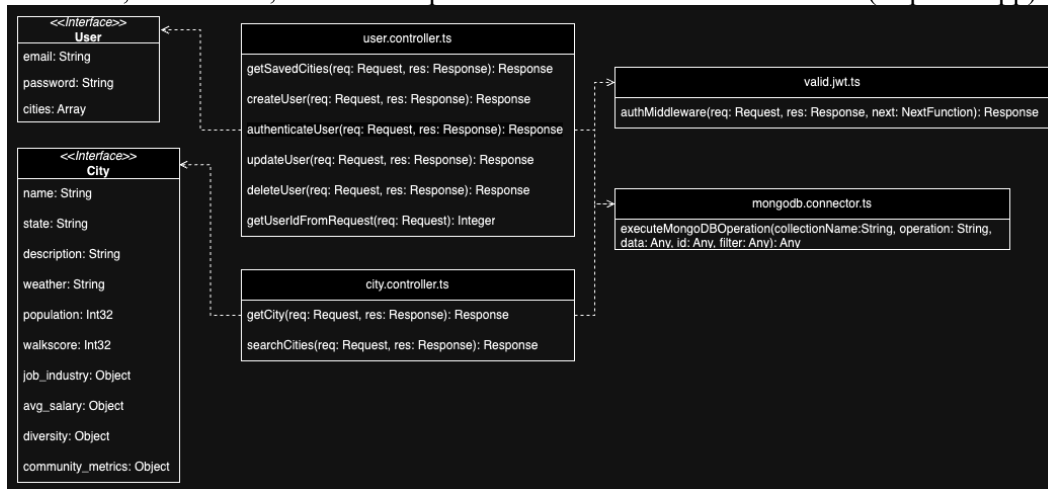 <<Interface>>
User
email: String
password: String
cities: Array
<<Interface>>
City
name: String
state: String
description: String
weather: String
population: Int32
walkscore: Int32
job_industry: Object
avg_salary: Object
diversity: Object
community_metrics: Object
user.controller.ts
getSavedCities(req: Request, res: Response): Response
createUser(req: Request, res: Response): Response
authenticateUser(req: Request, res: Response): Response
updateUser(req: Request, res: Response): Response
deleteUser(req: Request, res: Response): Response
getUserIdFromRequest(req: Request): Integer
city.controller.ts
getCity(req: Request, res: Response): Response
searchCities(req: Request, res: Response): Response
valid.jwt.ts
authMiddleware(req: Request, res: Response, next: NextFunction): Response
mongodb.connector.ts
executeMongoDBOperation(collectionName:String, operation: String,
data: Any, id: Any, filter: Any): Any